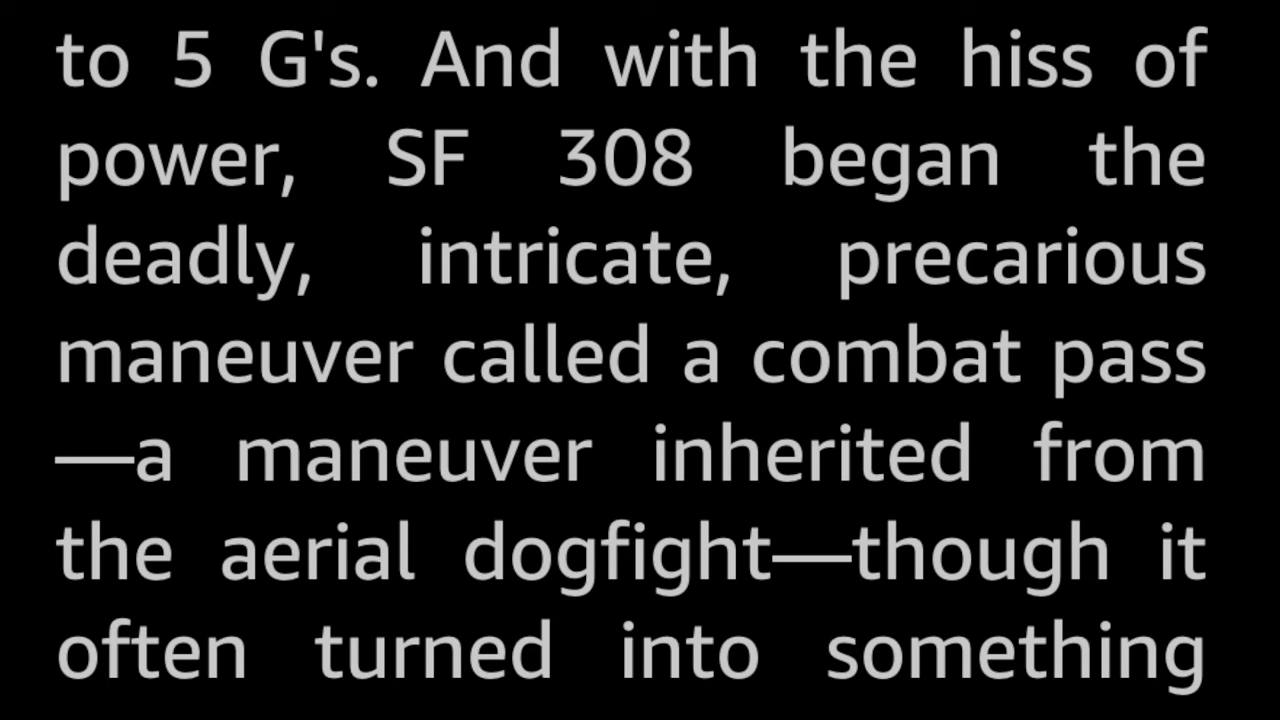 to 5 G's. And with the hiss of
power, SF 308 began the
deadly, intricate, precarious
maneuver called a combat pass
—a maneuver inherited from
the aerial dogfight—though it
often turned into something